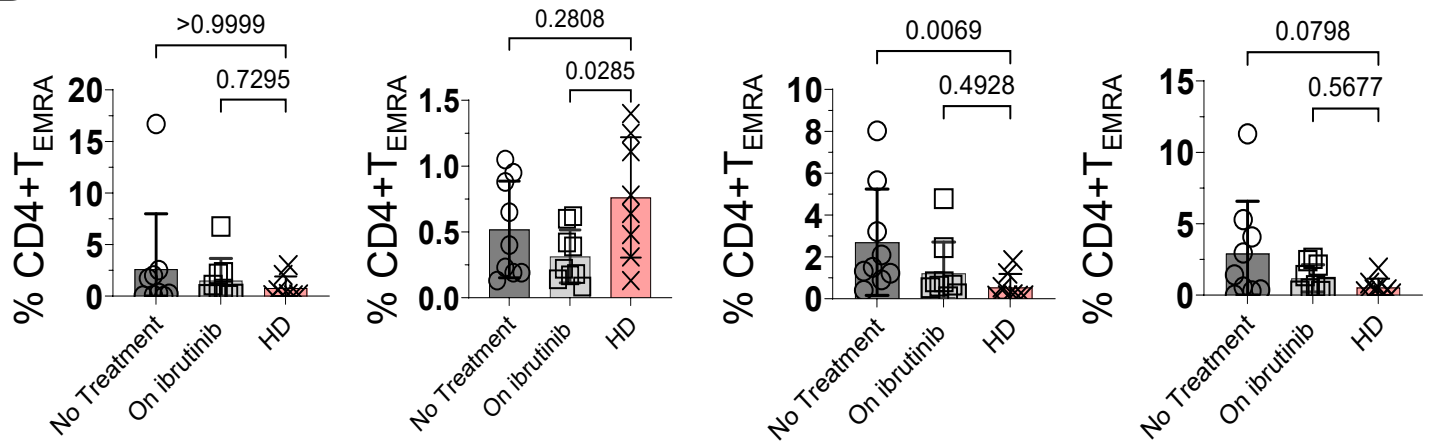 >0.9999
0.7295
% CD4+TEMRA
20
15
10
5
0
No Treatment
On ibrutinib
HD
0.2808
0.0285
% CD4+TEMRA
1.5
1.0
0.5
0.0
No Treatment
On ibrutinib
HD
0.0069
0.4928
% CD4+TEMRA
10
8
6
4
2
0
No Treatment
On ibrutinib
HD
0.0798
0.5677
% CD4+TEMRA
15
10
5
0
No Treatment
On ibrutinib
HD